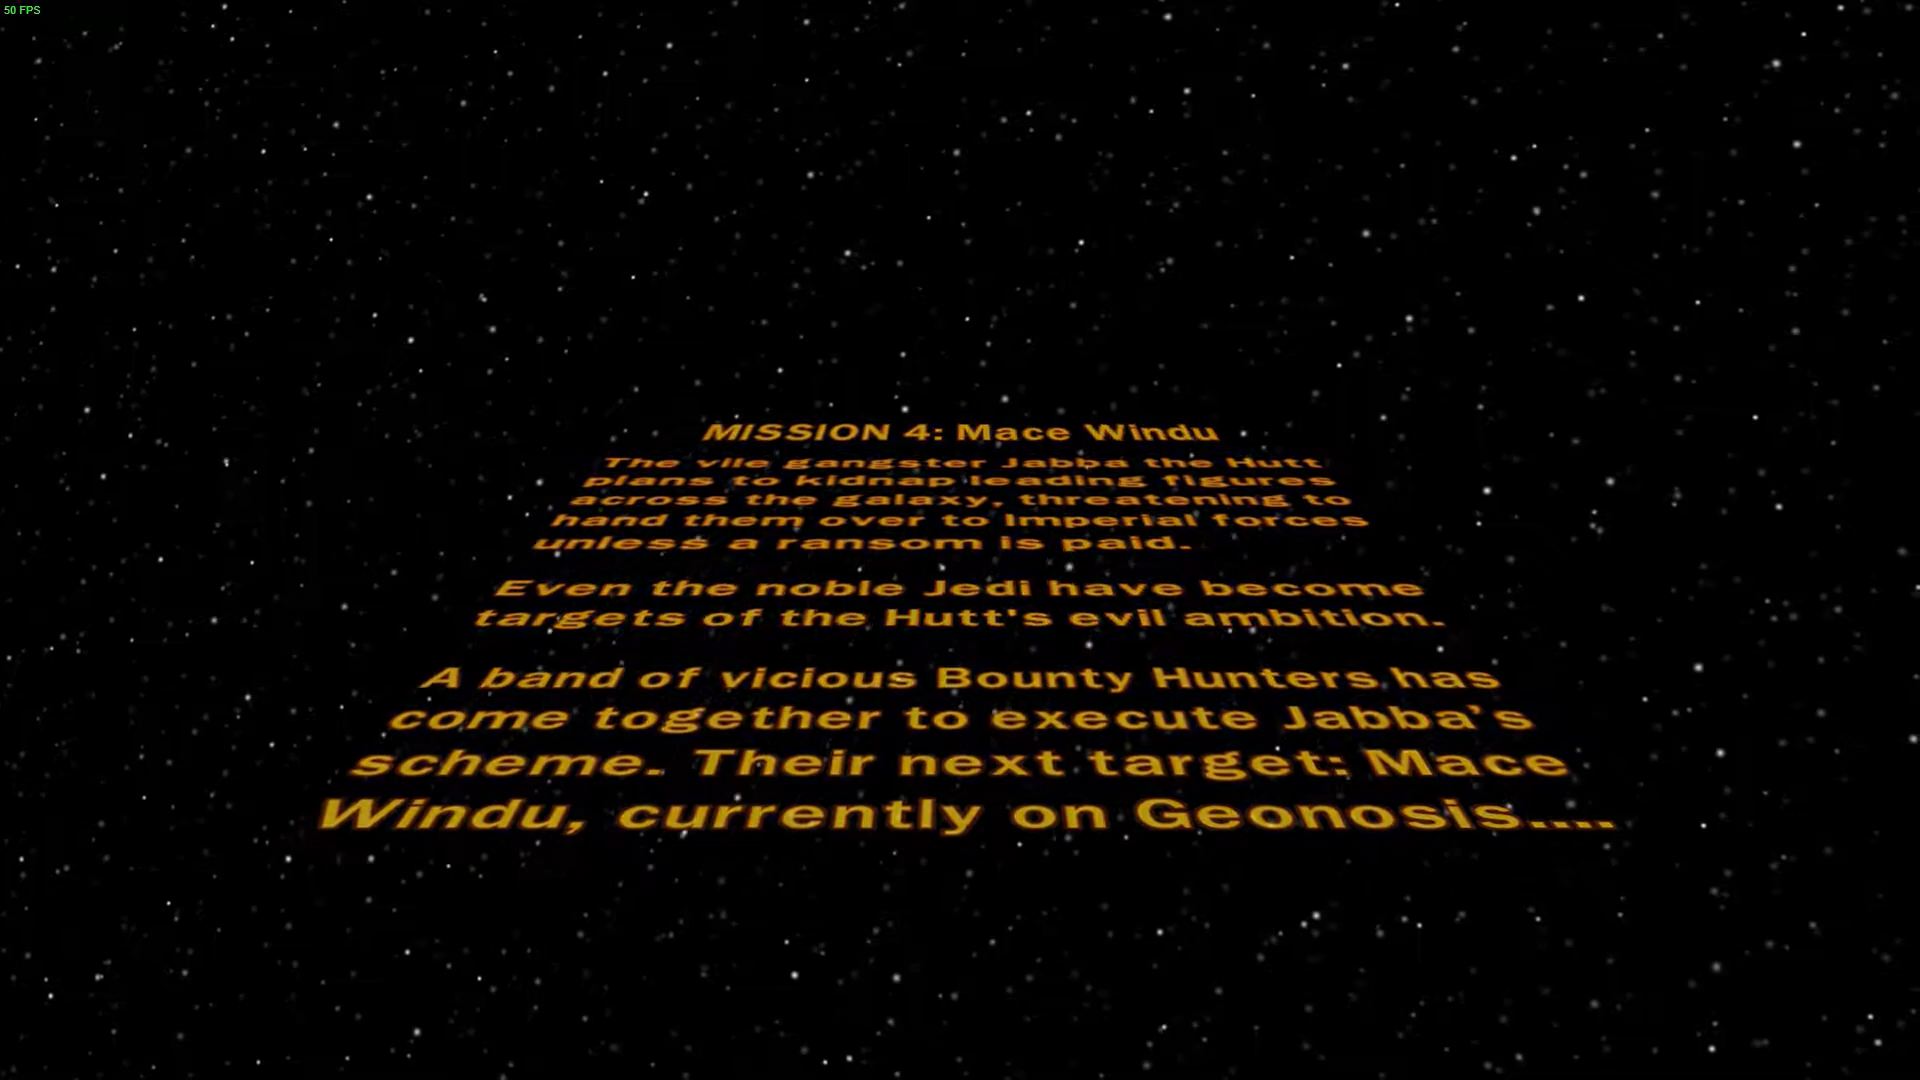 50 FPS
MISSION 4: Mace Windu
The vile gangster Jabba the Hutt
plans to kidnap leading figures
across the galaxy, threatening to
hand them over to Imperial forces
unless a ransom is paid.
Even the noble Jedi have become
targets of the Hutt's evil ambition.
A band of vicious Bounty Hunters has
come together to execute Jabba’s
scheme. Their next target: Mace
Windu, currently on Geonosis....